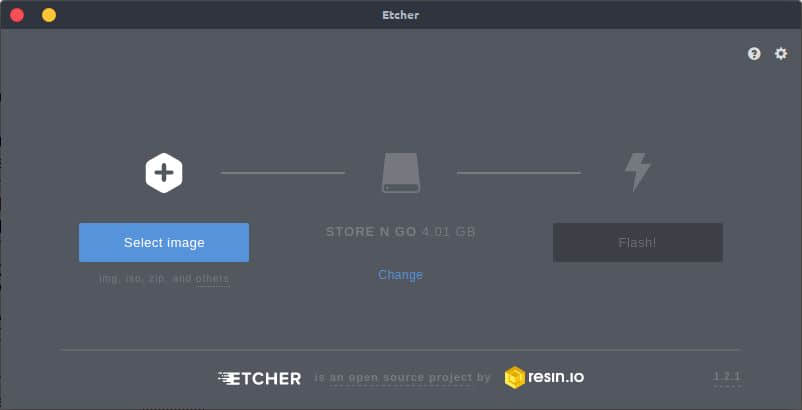 Etcher
Select image
img, iso, zip, and others
STORE N GO 4.01 GB
Change
Flash!
ETCHER is an open source project by resin.io
1.2.1